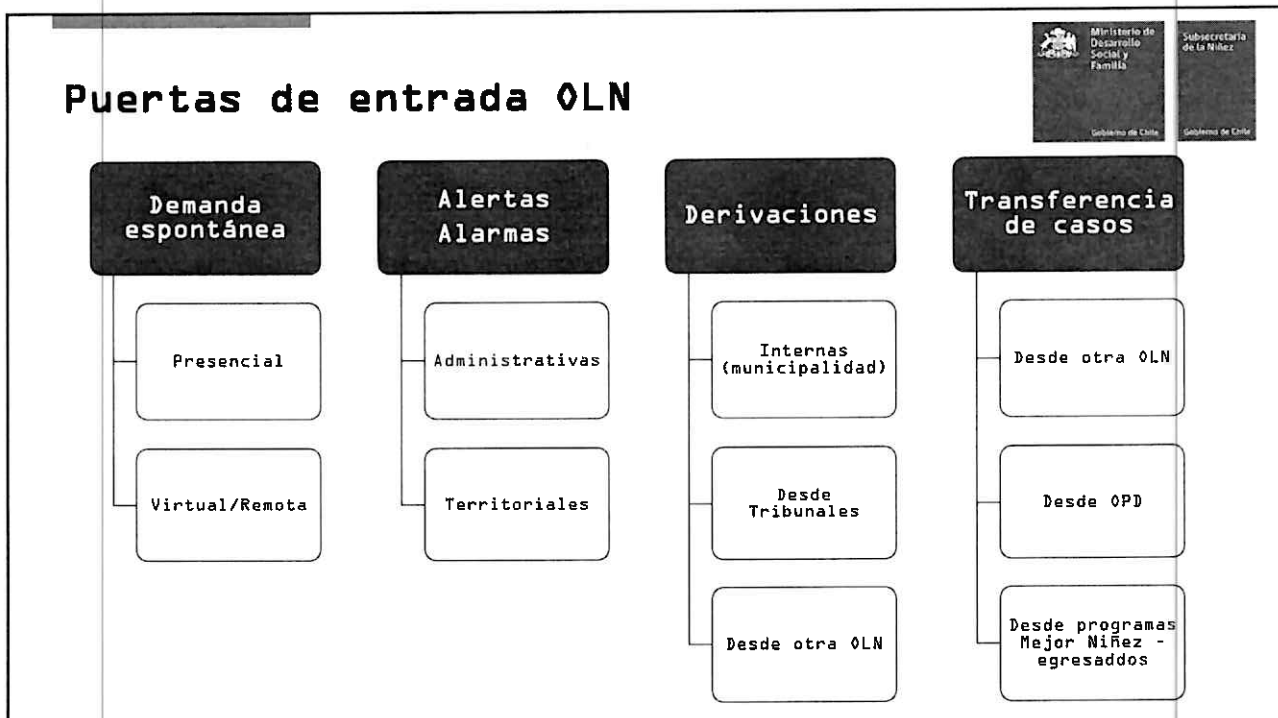 Ministerio de
Desarrollo
Social y
Familia
Gobierno de Chile
Subsecretaría
de la Niñez
Gobierno de Chile
Puertas de entrada OLN
Demanda
espontánea
Presencial
Virtual/Remota
Alertas
Alarmas
Administrativas
Territoriales
Derivaciones
Internas
(municipalidad)
Desde
Tribunales
Desde otra OLN
Transferencia
de casos
Desde otra OLN
Desde OPD
Desde programas
Mejor Niñez -
egresaddos